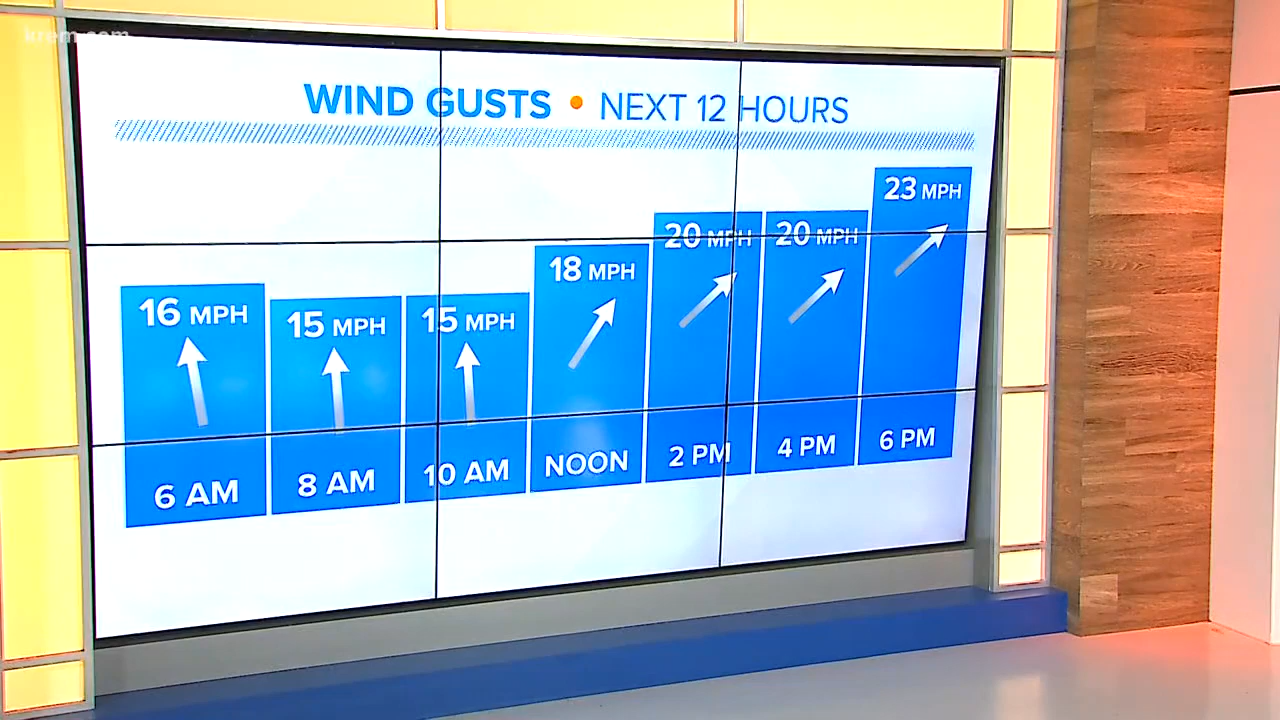 krem.com
WIND GUSTS • NEXT 12 HOURS
16 MPH
15 MPH
15 MPH
18 MPH
20 MPH
20 MPH
23 MPH
6 AM
8 AM
10 AM
NOON
2 PM
4 PM
6 PM